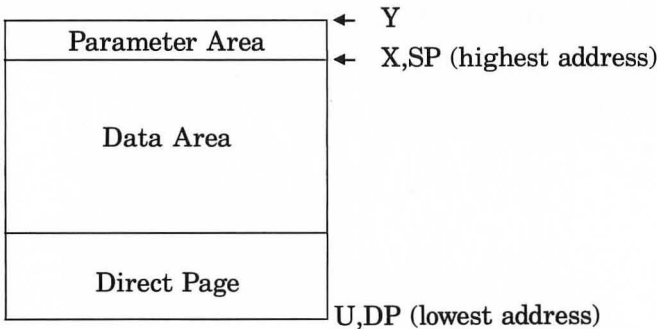 Y
Parameter Area
X,SP (highest address)
Data Area
Direct Page
U,DP (lowest address)